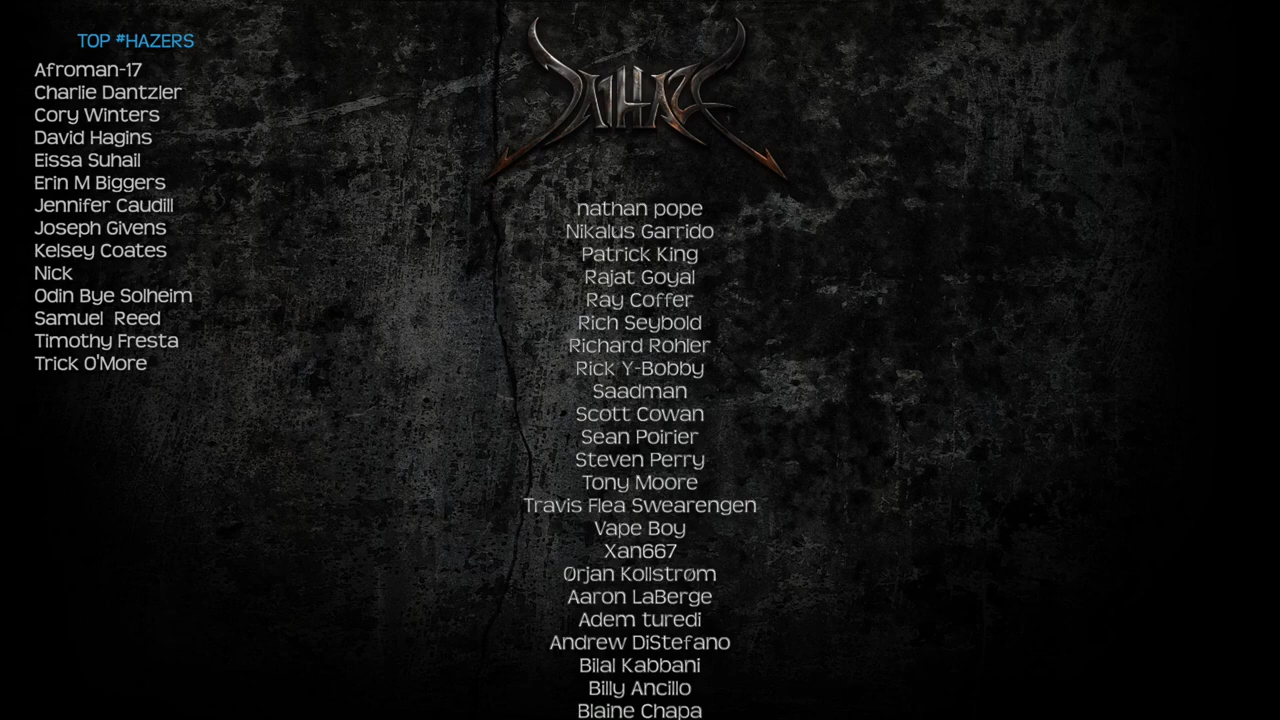 TOP #HAZERS
Afroman-17
Charlie Dantzler
Cory Winters
David Hagins
Eissa Suhail
Erin M Biggers
Jennifer Caudill
Joseph Givens
Kelsey Coates
Nick
Odin Bye Solheim
Samuel Reed
Timothy Fresta
Trick O'More
nathan pope
Nikalus Garrido
Patrick King
Rajat Goyal
Ray Coffer
Rich Seybold
Richard Rohler
Rick Y-Bobby
Saadman
Scott Cowan
Sean Poirier
Steven Perry
Tony Moore
Travis Flea Swearengen
Vape Boy
Xan667
Ørjan Kollstrøm
Aaron LaBerge
Adem turedi
Andrew DiStefano
Bilal Kabbani
Billy Ancillo
Blaine Chapa